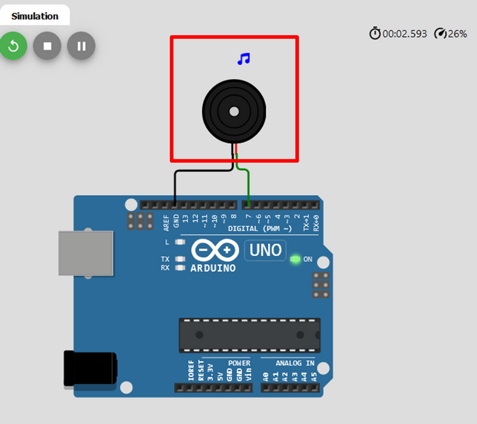 Simulation
00:02.593 26%
AREF
GND
13
12
~11
~10
~9
8
7
~6
~5
4
~3
2
TX→1
RX←0
DIGITAL (PWM ~)
L
TX
RX
UNO
ON
ARDUINO
IOREF
RESET
3.3V
5V
GND
GND
Vin
POWER
ANALOG IN
A0
A1
A2
A3
A4
A5